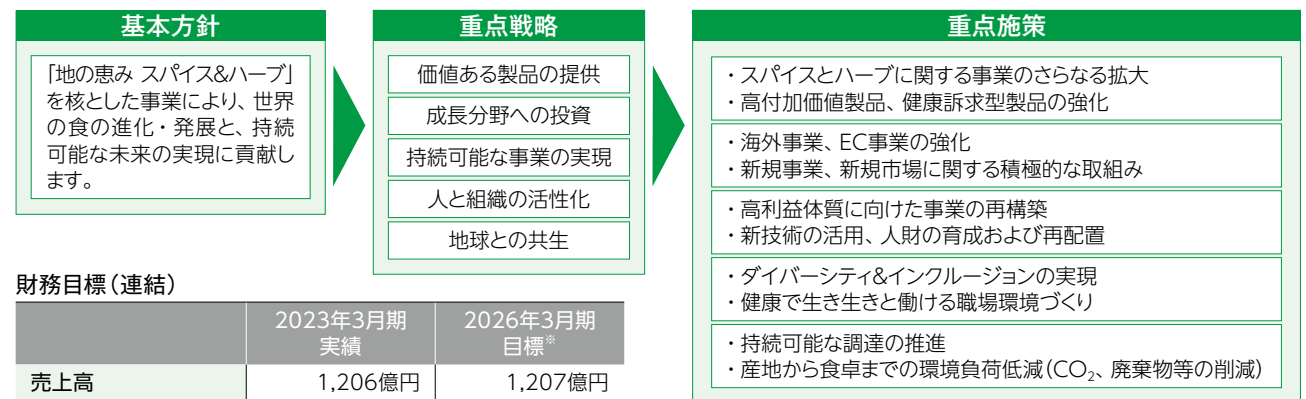 基本方針
「地の恵み スパイス&ハーブ」
を核とした事業により、世界
の食の進化・発展と、持続
可能な未来の実現に貢献し
ます。
重点戦略
価値ある製品の提供
成長分野への投資
持続可能な事業の実現
人と組織の活性化
地球との共生
重点施策
・スパイスとハーブに関する事業のさらなる拡大
・高付加価値製品、健康訴求型製品の強化
・海外事業、EC事業の強化
・新規事業、新規市場に関する積極的な取組み
・高利益体質に向けた事業の再構築
・新技術の活用、人財の育成および再配置
・ダイバーシティ&インクルージョンの実現
・健康で生き生きと働ける職場環境づくり
・持続可能な調達の推進
・産地から食卓までの環境負荷低減(CO₂、廃棄物等の削減)
財務目標(連結)
2023年3月期 2026年3月期
実績 目標※
売上高 1,206億円 1,207億円